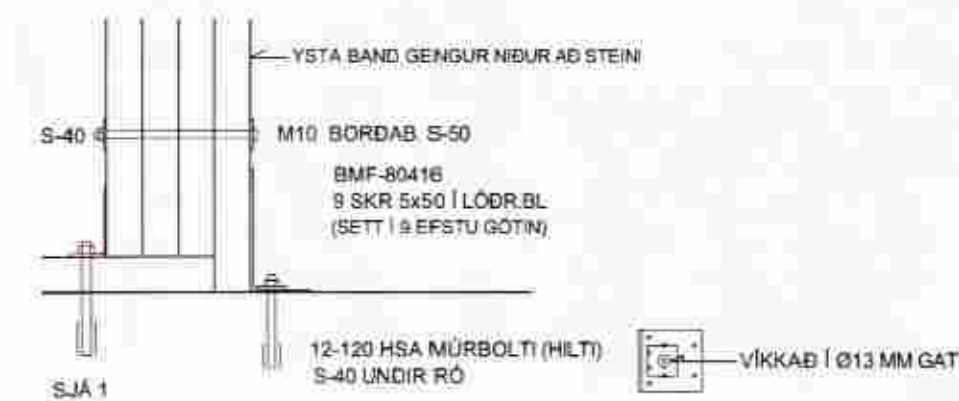 YSTA BAND GENGUR NIÐUR AÐ STEINI
S-40
M10 BORÐAB. S-50
BMF-80416
9 SKR 5x50 Í LÓÐR.BL
(SETT Í 9 EFSTU GÖTIN)
12-120 HSA MÚRBOLTI (HILTI)
S-40 UNDIR RÓ
VÍKKAÐ Í Ø13 MM GAT
SJÁ 1